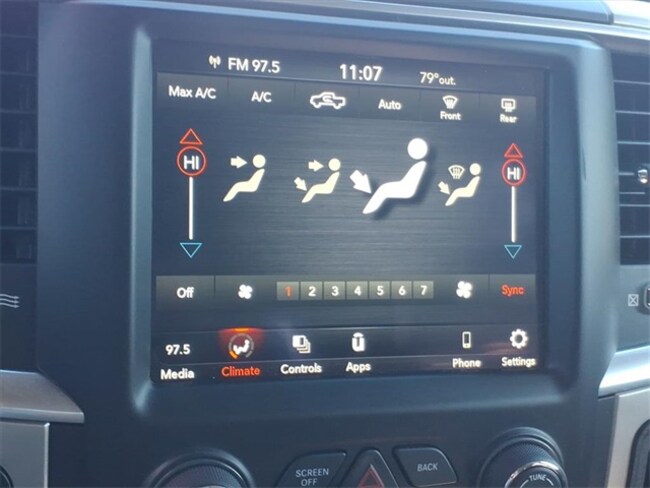 FM 97.5 11:07 79°out.
Max A/C A/C Auto Front Rear
HI HI
Off 1 2 3 4 5 6 7 Sync
97.5
Media Climate Controls Apps Phone Settings
SCREEN OFF BACK TUNE